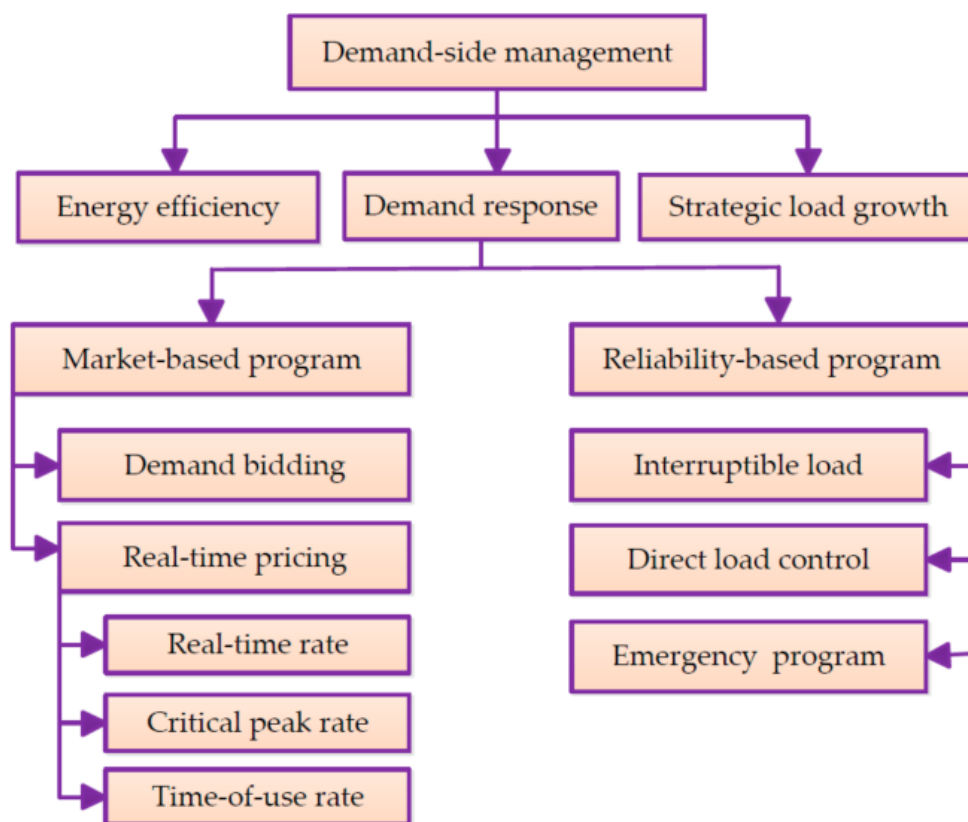 Demand-side management
Energy efficiency
Demand response
Strategic load growth
Market-based program
Reliability-based program
Demand bidding
Interruptible load
Real-time pricing
Direct load control
Real-time rate
Emergency program
Critical peak rate
Time-of-use rate